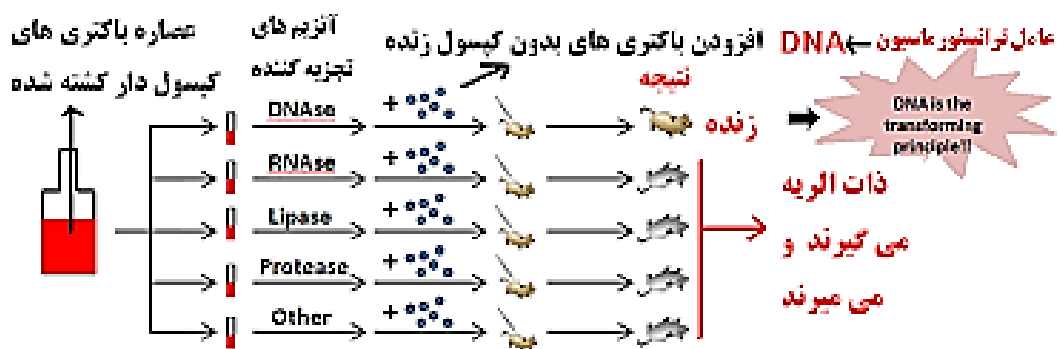 عصاره باکتری های
کپسول دار کشته شده
آنزیم های
تجزیه کننده
افزودن باکتری های بدون کپسول زنده
عامل ترانسفورماسیون ← DNA
نتیجه
DNAse
+
زنده
DNA is the
transforming
principle!!
RNAse
+
Lipase
+
Protease
+
Other
+
ذات الریه
می گیرند و
می میرند